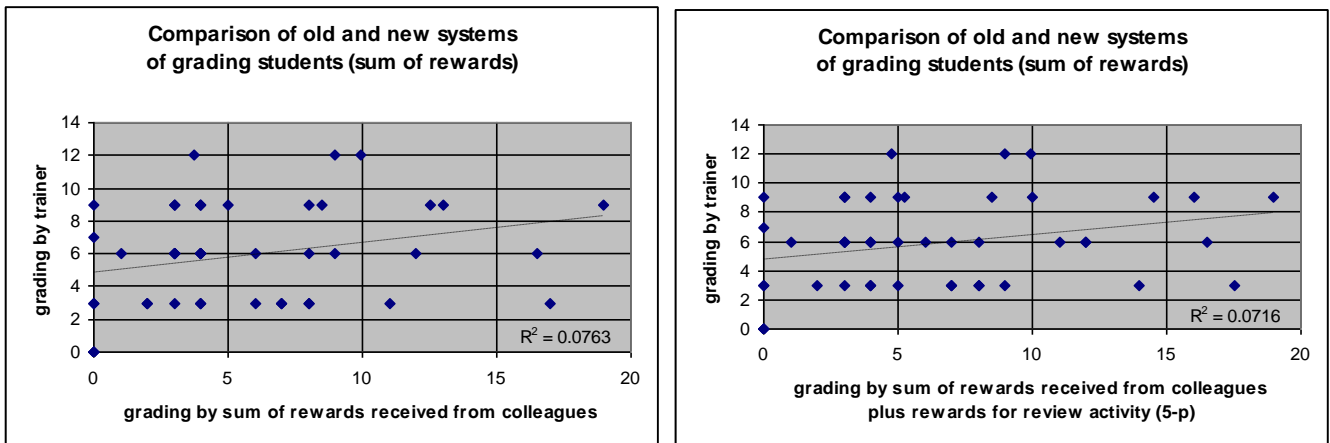 Comparison of old and new systems
of grading students (sum of rewards)
14
12
10
8
6
4
2
0
grading by trainer
R² = 0.0763
0 5 10 15 20
grading by sum of rewards received from colleagues
Comparison of old and new systems
of grading students (sum of rewards)
14
12
10
8
6
4
2
0
grading by trainer
R² = 0.0716
0 5 10 15 20
grading by sum of rewards received from colleagues
plus rewards for review activity (5-p)